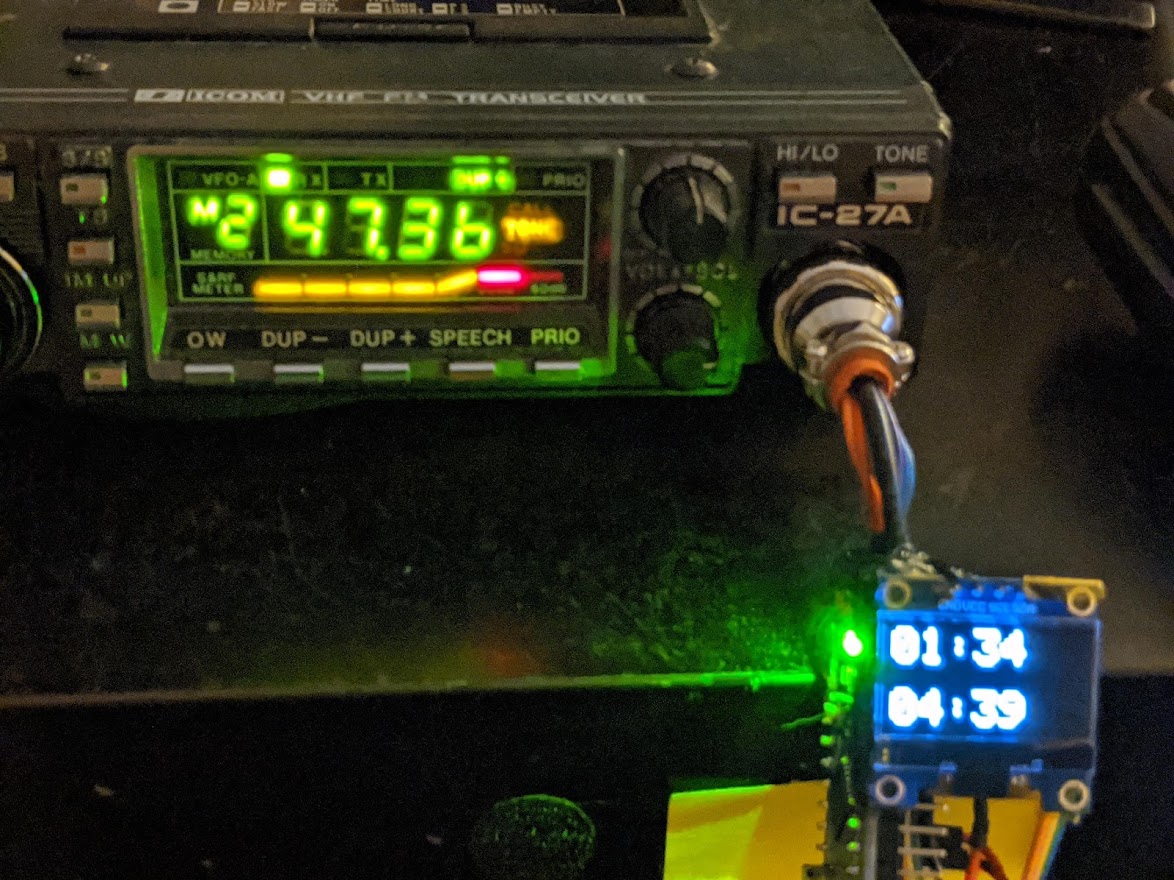 ICOM VHF FM TRANSCEIVER
HI/LO TONE
VFO-A TX DUP+ PRIO
M2 47.36 TONE
MEMORY
IC-27A
S&RF
METER
OW DUP− DUP+ SPEECH PRIO
01:34
04:39